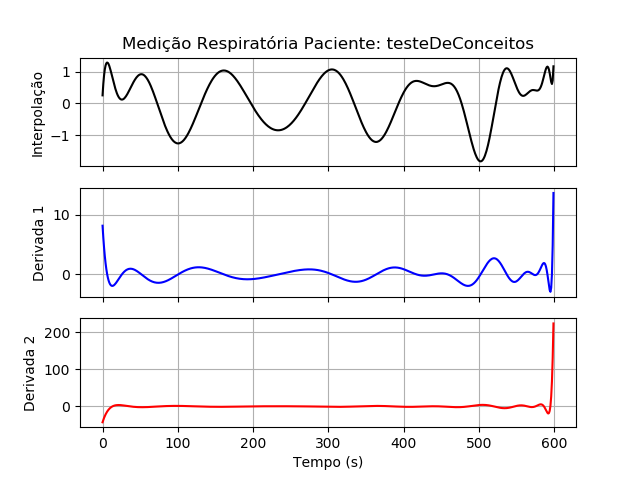 Medição Respiratória Paciente: testeDeConceitos
Interpolação
1
0
−1
Derivada 1
10
0
Derivada 2
200
100
0
0 100 200 300 400 500 600
Tempo (s)